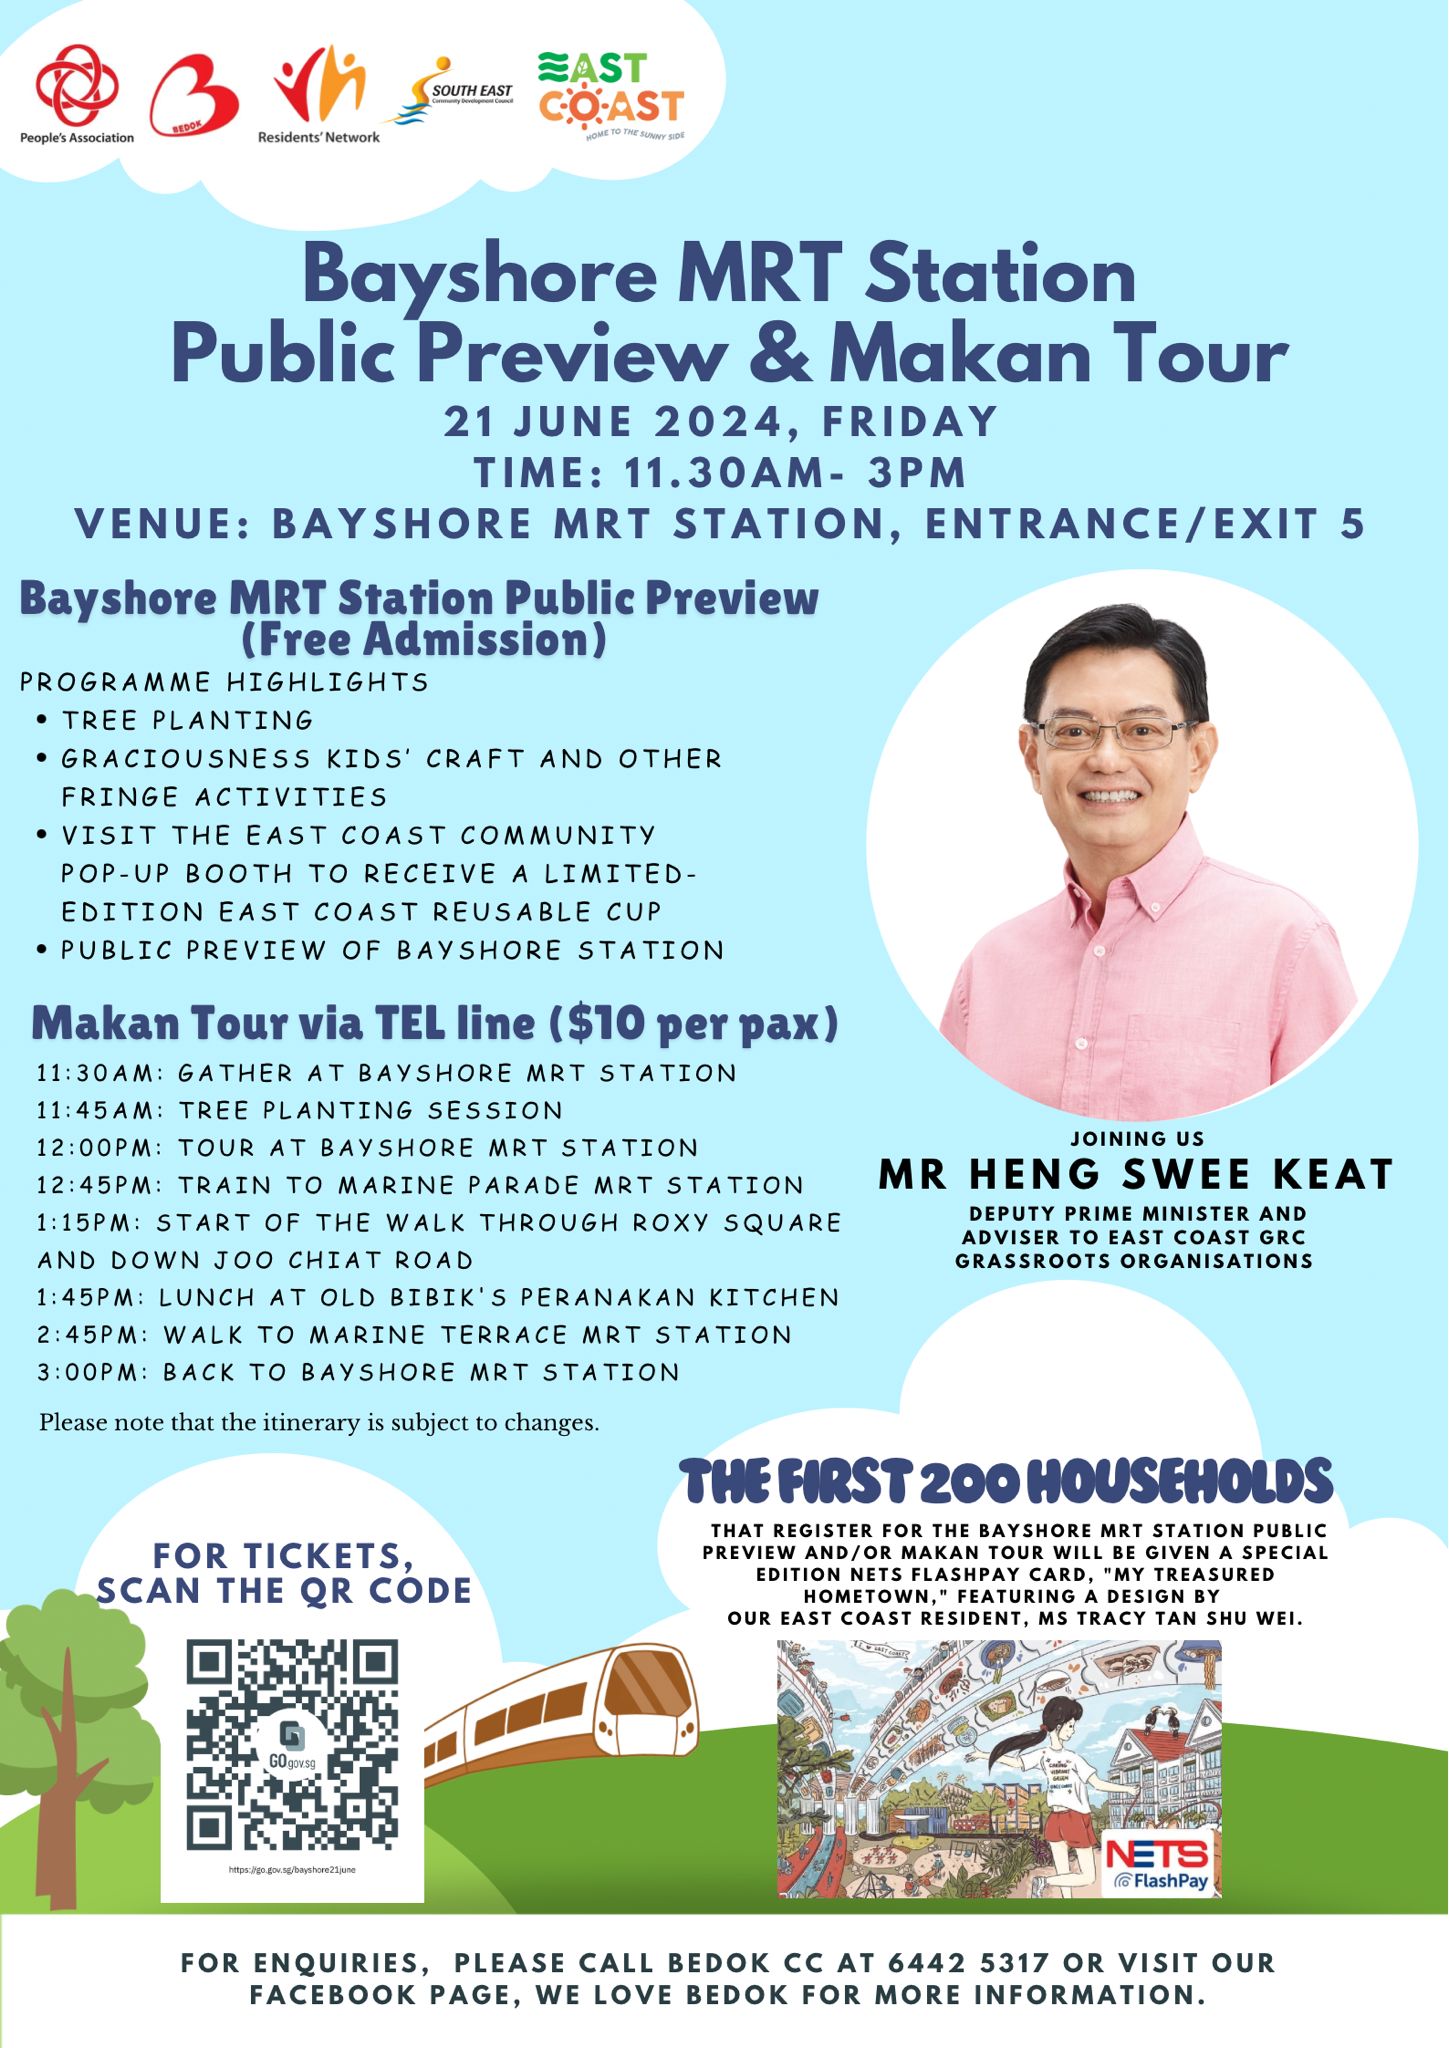 People's Association
BEDOK
Residents' Network
SOUTH EAST
Community Development Council
EAST
COAST
HOME TO THE SUNNY SIDE
Bayshore MRT Station
Public Preview & Makan Tour
21 JUNE 2024, FRIDAY
TIME: 11.30AM- 3PM
VENUE: BAYSHORE MRT STATION, ENTRANCE/EXIT 5
Bayshore MRT Station Public Preview
(Free Admission)
PROGRAMME HIGHLIGHTS
• TREE PLANTING
• GRACIOUSNESS KIDS' CRAFT AND OTHER
FRINGE ACTIVITIES
• VISIT THE EAST COAST COMMUNITY
POP-UP BOOTH TO RECEIVE A LIMITED-
EDITION EAST COAST REUSABLE CUP
• PUBLIC PREVIEW OF BAYSHORE STATION
Makan Tour via TEL line ($10 per pax)
11:30AM: GATHER AT BAYSHORE MRT STATION
11:45AM: TREE PLANTING SESSION
12:00PM: TOUR AT BAYSHORE MRT STATION
12:45PM: TRAIN TO MARINE PARADE MRT STATION
1:15PM: START OF THE WALK THROUGH ROXY SQUARE
AND DOWN JOO CHIAT ROAD
1:45PM: LUNCH AT OLD BIBIK'S PERANAKAN KITCHEN
2:45PM: WALK TO MARINE TERRACE MRT STATION
3:00PM: BACK TO BAYSHORE MRT STATION
Please note that the itinerary is subject to changes.
JOINING US
MR HENG SWEE KEAT
DEPUTY PRIME MINISTER AND
ADVISER TO EAST COAST GRC
GRASSROOTS ORGANISATIONS
FOR TICKETS,
SCAN THE QR CODE
GOgov.sg
https://go.gov.sg/bayshore21june
THE FIRST 200 HOUSEHOLDS
THAT REGISTER FOR THE BAYSHORE MRT STATION PUBLIC
PREVIEW AND/OR MAKAN TOUR WILL BE GIVEN A SPECIAL
EDITION NETS FLASHPAY CARD, "MY TREASURED
HOMETOWN," FEATURING A DESIGN BY
OUR EAST COAST RESIDENT, MS TRACY TAN SHU WEI.
I ♥ EAST COAST
CARING
VIBRANT
GREEN
NETS
FlashPay
FOR ENQUIRIES, PLEASE CALL BEDOK CC AT 6442 5317 OR VISIT OUR
FACEBOOK PAGE, WE LOVE BEDOK FOR MORE INFORMATION.